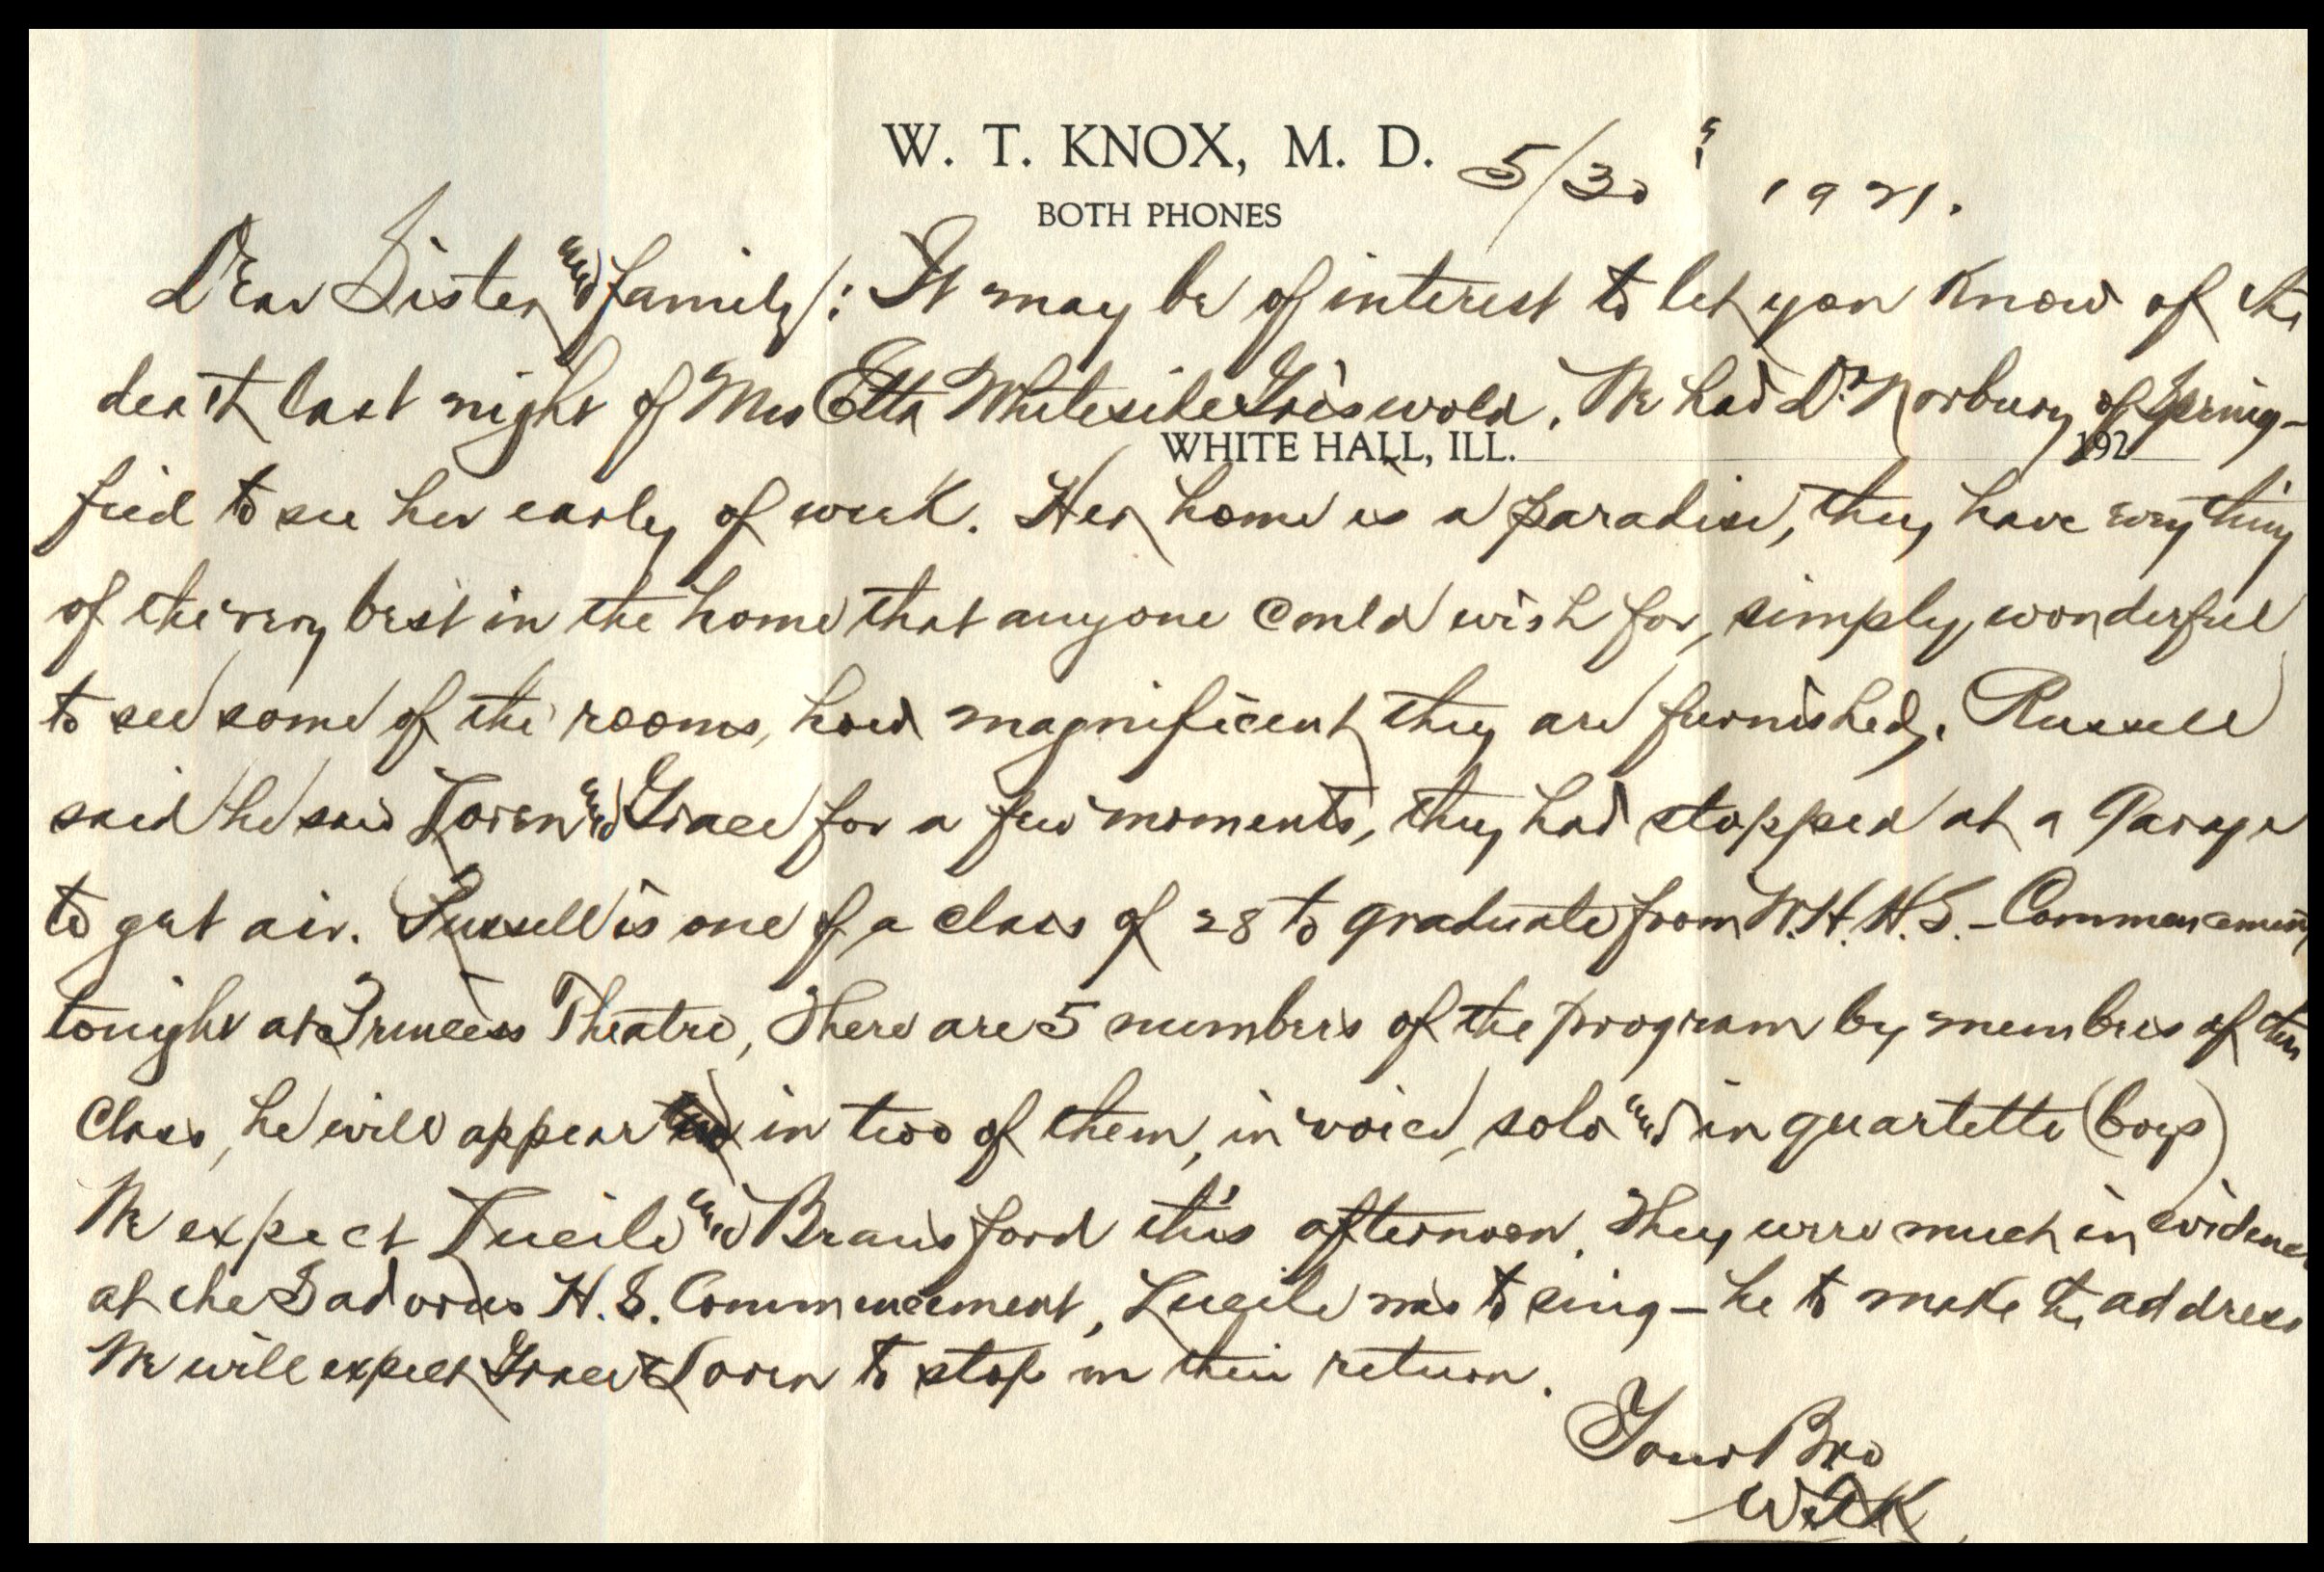 W. T. KNOX, M. D. 5/30 " 1921.
BOTH PHONES
Dear Sister and family: It may be of interest to let you know of the
death last night of Mrs Etta Whiteside Griswold. We had Dr Norbury of Spring-
WHITE HALL, ILL. 192
fied to see her early of week. Her home is a paradise, they have everything
of the very best in the home that anyone could wish for, simply wonderful
to see some of the rooms, how magnificent they are furnished. Russell
said he saw Loren and Grace for a few moments, they had stopped at a Garage
to get air. Russell is one of a class of 28 to graduate from W.H.H.S. - Commencement
tonight at Princess Theatre, There are 5 numbers of the program by members of the
Class, he will appear in two of them, in voice, solo and in quartette (boys)
We expect Lucile and Bransford this afternoon. They were much in evidence
at the Sadorus H.S. Commencement, Lucile was to sing - he to make the address
We will expect Grace & Loren to stop on their return.
Your Bro
WTK